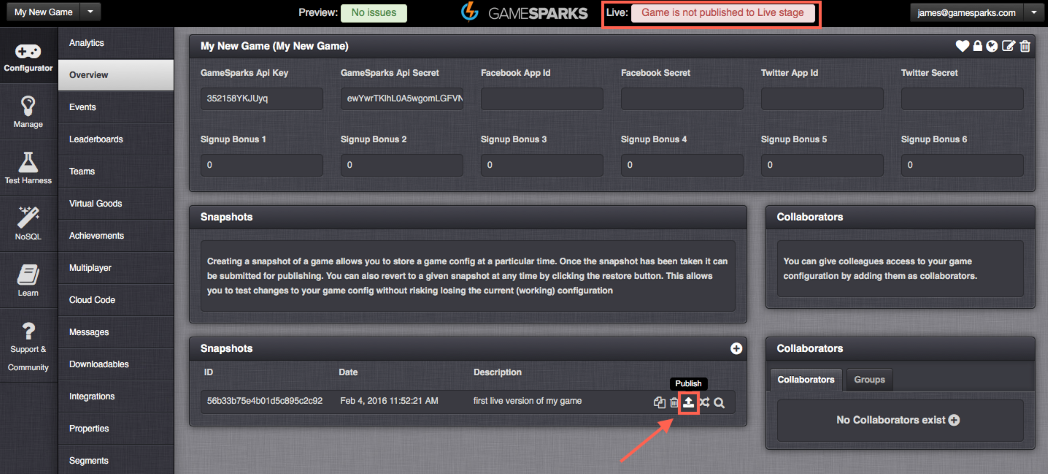 My New Game
Preview: No issues
GAMESPARKS
Live: Game is not published to Live stage
james@gamesparks.com
Configurator
Manage
Test Harness
NoSQL
Learn
Support &
Community
Analytics
Overview
Events
Leaderboards
Teams
Virtual Goods
Achievements
Multiplayer
Cloud Code
Messages
Downloadables
Integrations
Properties
Segments
My New Game (My New Game)
GameSparks Api Key GameSparks Api Secret Facebook App Id Facebook Secret Twitter App Id Twitter Secret
352158YKJUyq ewYwrTKlhL0A5wgomLGFVN
Signup Bonus 1 Signup Bonus 2 Signup Bonus 3 Signup Bonus 4 Signup Bonus 5 Signup Bonus 6
0 0 0 0 0 0
Snapshots
Creating a snapshot of a game allows you to store a game config at a particular time. Once the snapshot has been taken it can
be submitted for publishing. You can also revert to a given snapshot at any time by clicking the restore button. This allows
you to test changes to your game config without risking losing the current (working) configuration
Collaborators
You can give colleagues access to your game
configuration by adding them as collaborators.
Snapshots
ID Date Description
Publish
56b33b75e4b01d5c895c2c92 Feb 4, 2016 11:52:21 AM first live version of my game
Collaborators
Collaborators Groups
No Collaborators exist